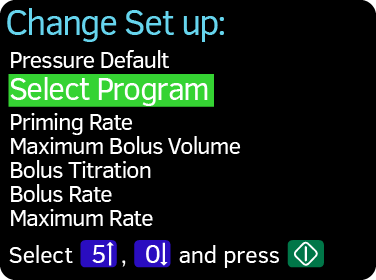 Change Set up:
Pressure Default
Select Program
Priming Rate
Maximum Bolus Volume
Bolus Titration
Bolus Rate
Maximum Rate
Select 5↑, 0↓ and press